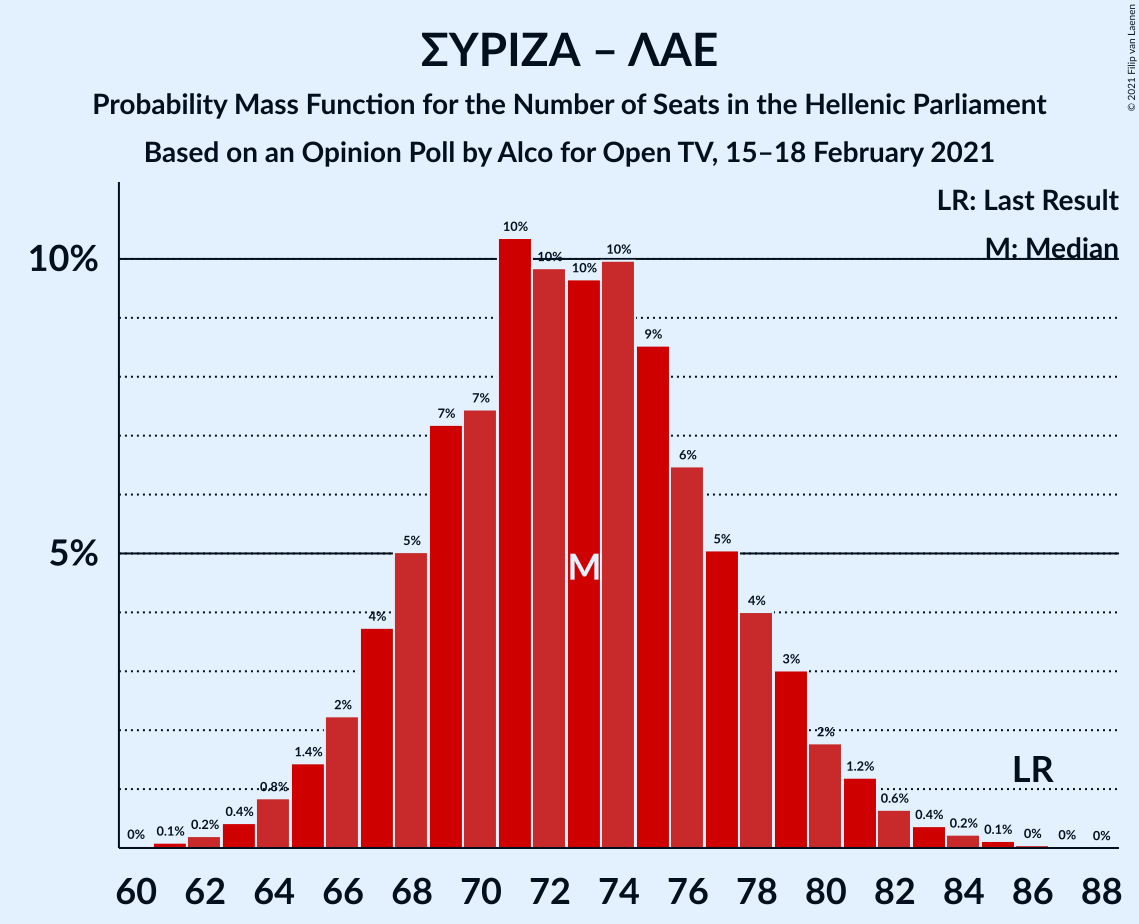 ΣΥΡΙΖΑ – ΛΑΕ
Probability Mass Function for the Number of Seats in the Hellenic Parliament
Based on an Opinion Poll by Alco for Open TV, 15–18 February 2021
© 2021 Filip van Laenen
LR: Last Result
M: Median
10%
5%
0% 0.1% 0.2% 0.4% 0.8% 1.4% 2% 4% 5% 7% 7% 10% 10% 10% 10% 9% 6% 5% 4% 3% 2% 1.2% 0.6% 0.4% 0.2% 0.1% 0% 0% 0%
M
LR
60 62 64 66 68 70 72 74 76 78 80 82 84 86 88